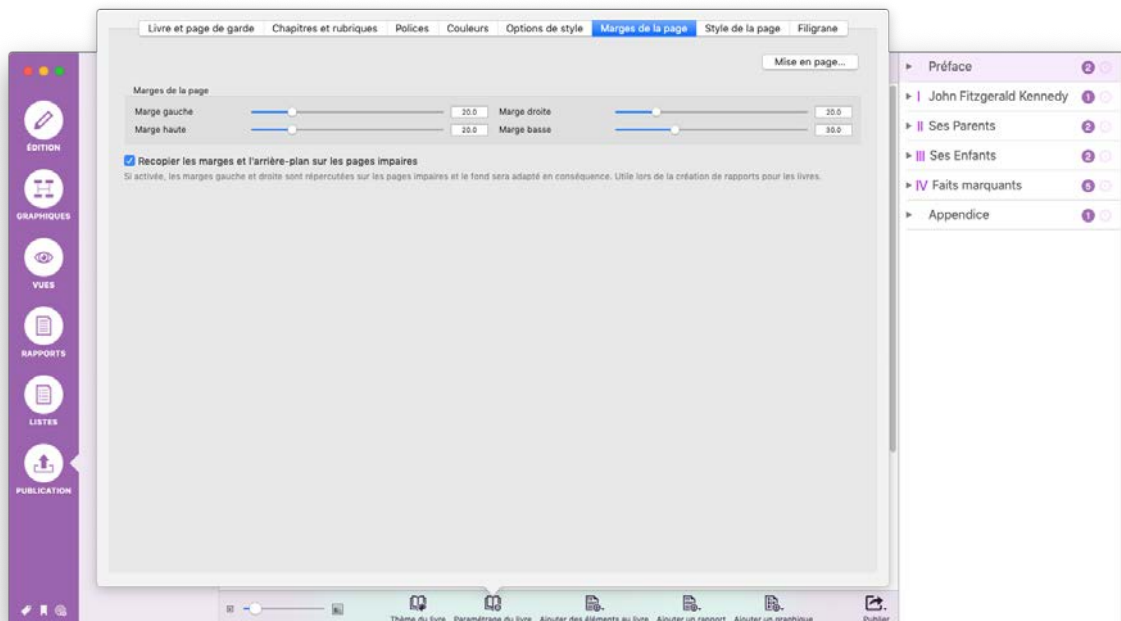 Livre et page de garde Chapitres et rubriques Polices Couleurs Options de style Marges de la page Style de la page Filigrane
Mise en page...
Marges de la page
Marge gauche 20.0 Marge droite 20.0
Marge haute 20.0 Marge basse 30.0
Recopier les marges et l'arrière-plan sur les pages impaires
Si activée, les marges gauche et droite sont répercutées sur les pages impaires et le fond sera adapté en conséquence. Utile lors de la création de rapports pour les livres.
ÉDITION
GRAPHIQUES
VUES
RAPPORTS
LISTES
PUBLICATION
Préface 2
I John Fitzgerald Kennedy 1
II Ses Parents 2
III Ses Enfants 2
IV Faits marquants 5
Appendice 1
Thème du livre Paramétrage du livre Ajouter des éléments au livre Ajouter un rapport Ajouter un graphique Publier